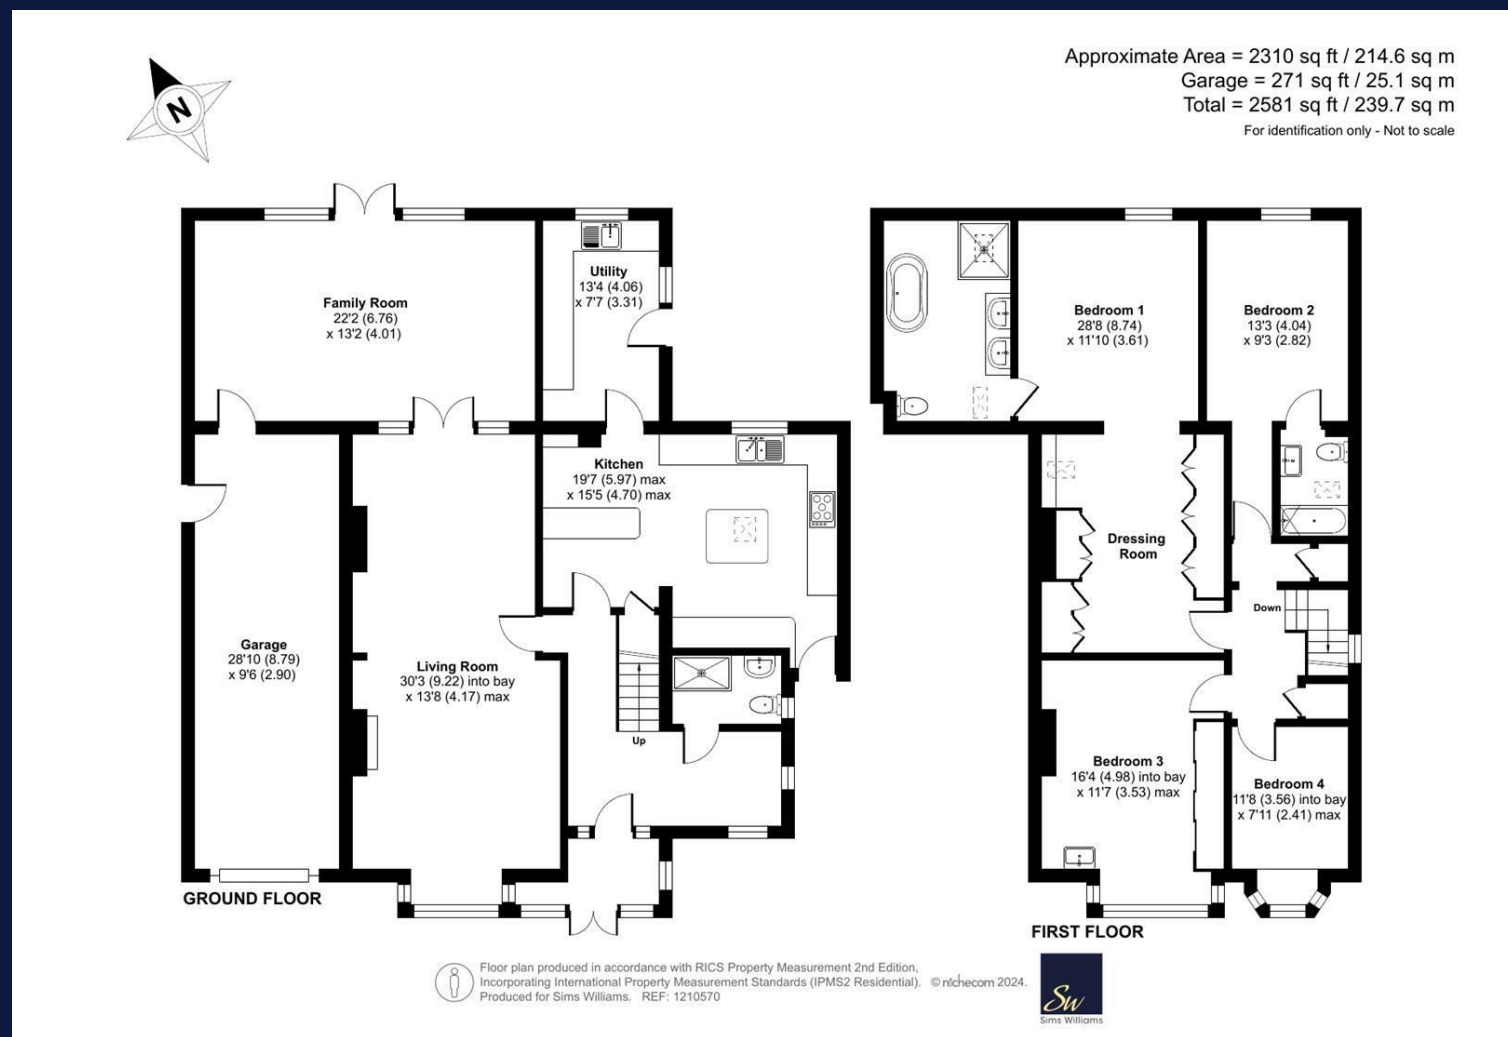 Approximate Area = 2310 sq ft / 214.6 sq m
Garage = 271 sq ft / 25.1 sq m
Total = 2581 sq ft / 239.7 sq m
For identification only - Not to scale
N
Family Room
22'2 (6.76)
x 13'2 (4.01)
Utility
13'4 (4.06)
x 7'7 (3.31)
Kitchen
19'7 (5.97) max
x 15'5 (4.70) max
Garage
28'10 (8.79)
x 9'6 (2.90)
Living Room
30'3 (9.22) into bay
x 13'8 (4.17) max
Up
GROUND FLOOR
Bedroom 1
28'8 (8.74)
x 11'10 (3.61)
Bedroom 2
13'3 (4.04)
x 9'3 (2.82)
Dressing
Room
Down
Bedroom 3
16'4 (4.98) into bay
x 11'7 (3.53) max
Bedroom 4
11'8 (3.56) into bay
x 7'11 (2.41) max
FIRST FLOOR
Floor plan produced in accordance with RICS Property Measurement 2nd Edition,
Incorporating International Property Measurement Standards (IPMS2 Residential). © nichecom 2024.
Produced for Sims Williams. REF: 1210570
Sw
Sims Williams